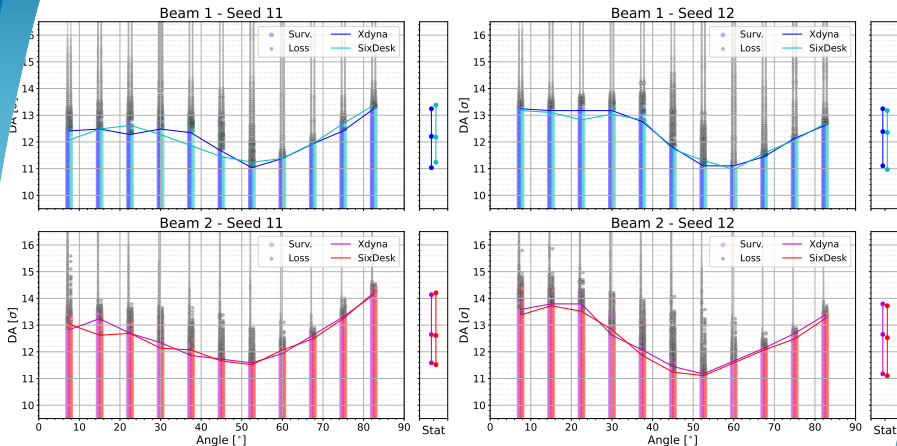 Beam 1 - Seed 11
Beam 1 - Seed 12
16
15
14
13
12
11
10
DA [σ]
Surv.
Loss
Xdyna
SixDesk
16
15
14
13
12
11
10
DA [σ]
Surv.
Loss
Xdyna
SixDesk
Beam 2 - Seed 11
Beam 2 - Seed 12
16
15
14
13
12
11
10
DA [σ]
Surv.
Loss
Xdyna
SixDesk
0 10 20 30 40 50 60 70 80 90
Angle [°]
Stat
16
15
14
13
12
11
10
DA [σ]
Surv.
Loss
Xdyna
SixDesk
0 10 20 30 40 50 60 70 80 90
Angle [°]
Stat